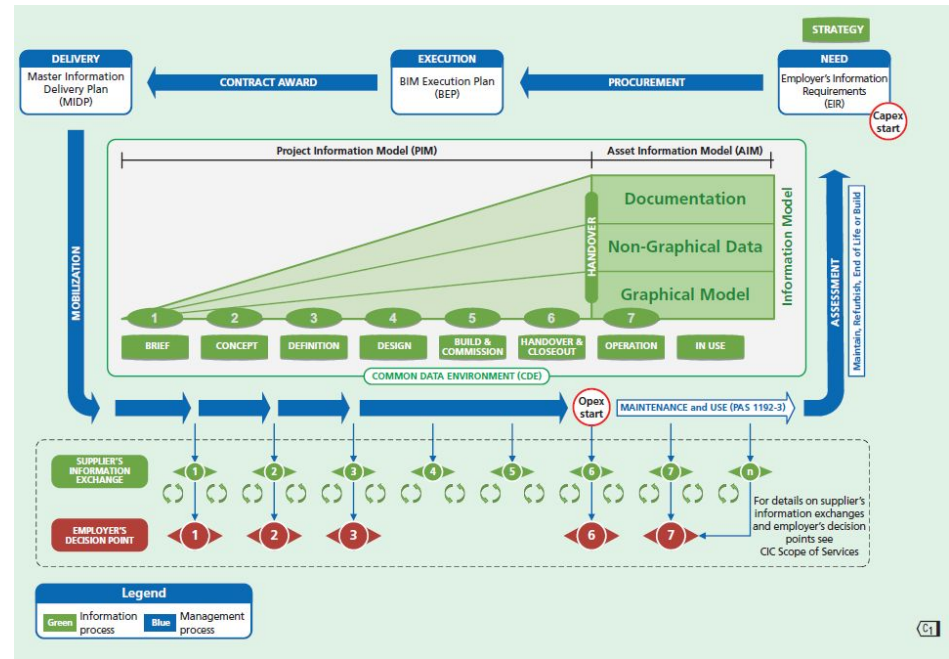 STRATEGY
DELIVERY
Master Information
Delivery Plan
(MIDP)
CONTRACT AWARD
EXECUTION
BIM Execution Plan
(BEP)
PROCUREMENT
NEED
Employer's Information
Requirements
(EIR)
Capex
start
Project Information Model (PIM)
Asset Information Model (AIM)
MOBILIZATION
Documentation
Non-Graphical Data
Graphical Model
HANDOVER
Information Model
ASSESSMENT
Maintain, Refurbish, End of Life or Build
1
2
3
4
5
6
7
BRIEF
CONCEPT
DEFINITION
DESIGN
BUILD &
COMMISSION
HANDOVER &
CLOSEOUT
OPERATION
IN USE
COMMON DATA ENVIRONMENT (CDE)
Opex
start
MAINTENANCE and USE (PAS 1192-3)
SUPPLIER'S
INFORMATION
EXCHANGE
1
2
3
4
5
6
7
n
EMPLOYER'S
DECISION POINT
1
2
3
6
7
For details on supplier's
information exchanges
and employer's decision
points see
CIC Scope of Services
Legend
Green
Information
process
Blue
Management
process
C1